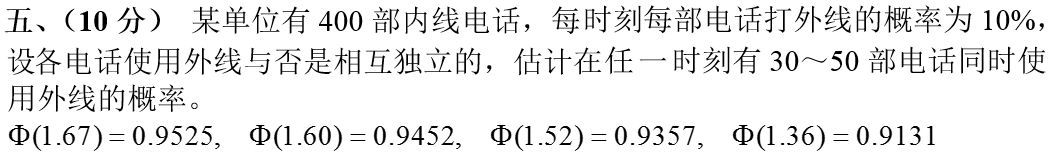 五、（10 分） 某单位有 400 部内线电话，每时刻每部电话打外线的概率为 10%，
设各电话使用外线与否是相互独立的，估计在任一时刻有 30～50 部电话同时使
用外线的概率。
Φ(1.67) = 0.9525, Φ(1.60) = 0.9452, Φ(1.52) = 0.9357, Φ(1.36) = 0.9131